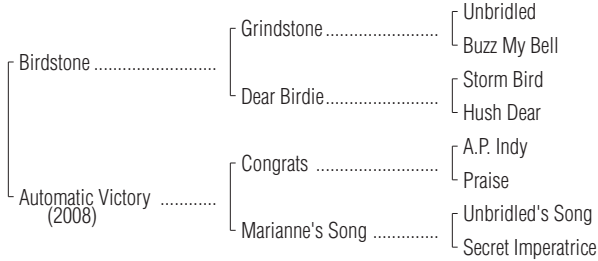 Unbridled
Grindstone
Buzz My Bell
Birdstone
Storm Bird
Dear Birdie
Hush Dear
A.P. Indy
Congrats
Praise
Automatic Victory
(2008)
Unbridled's Song
Marianne's Song
Secret Imperatrice